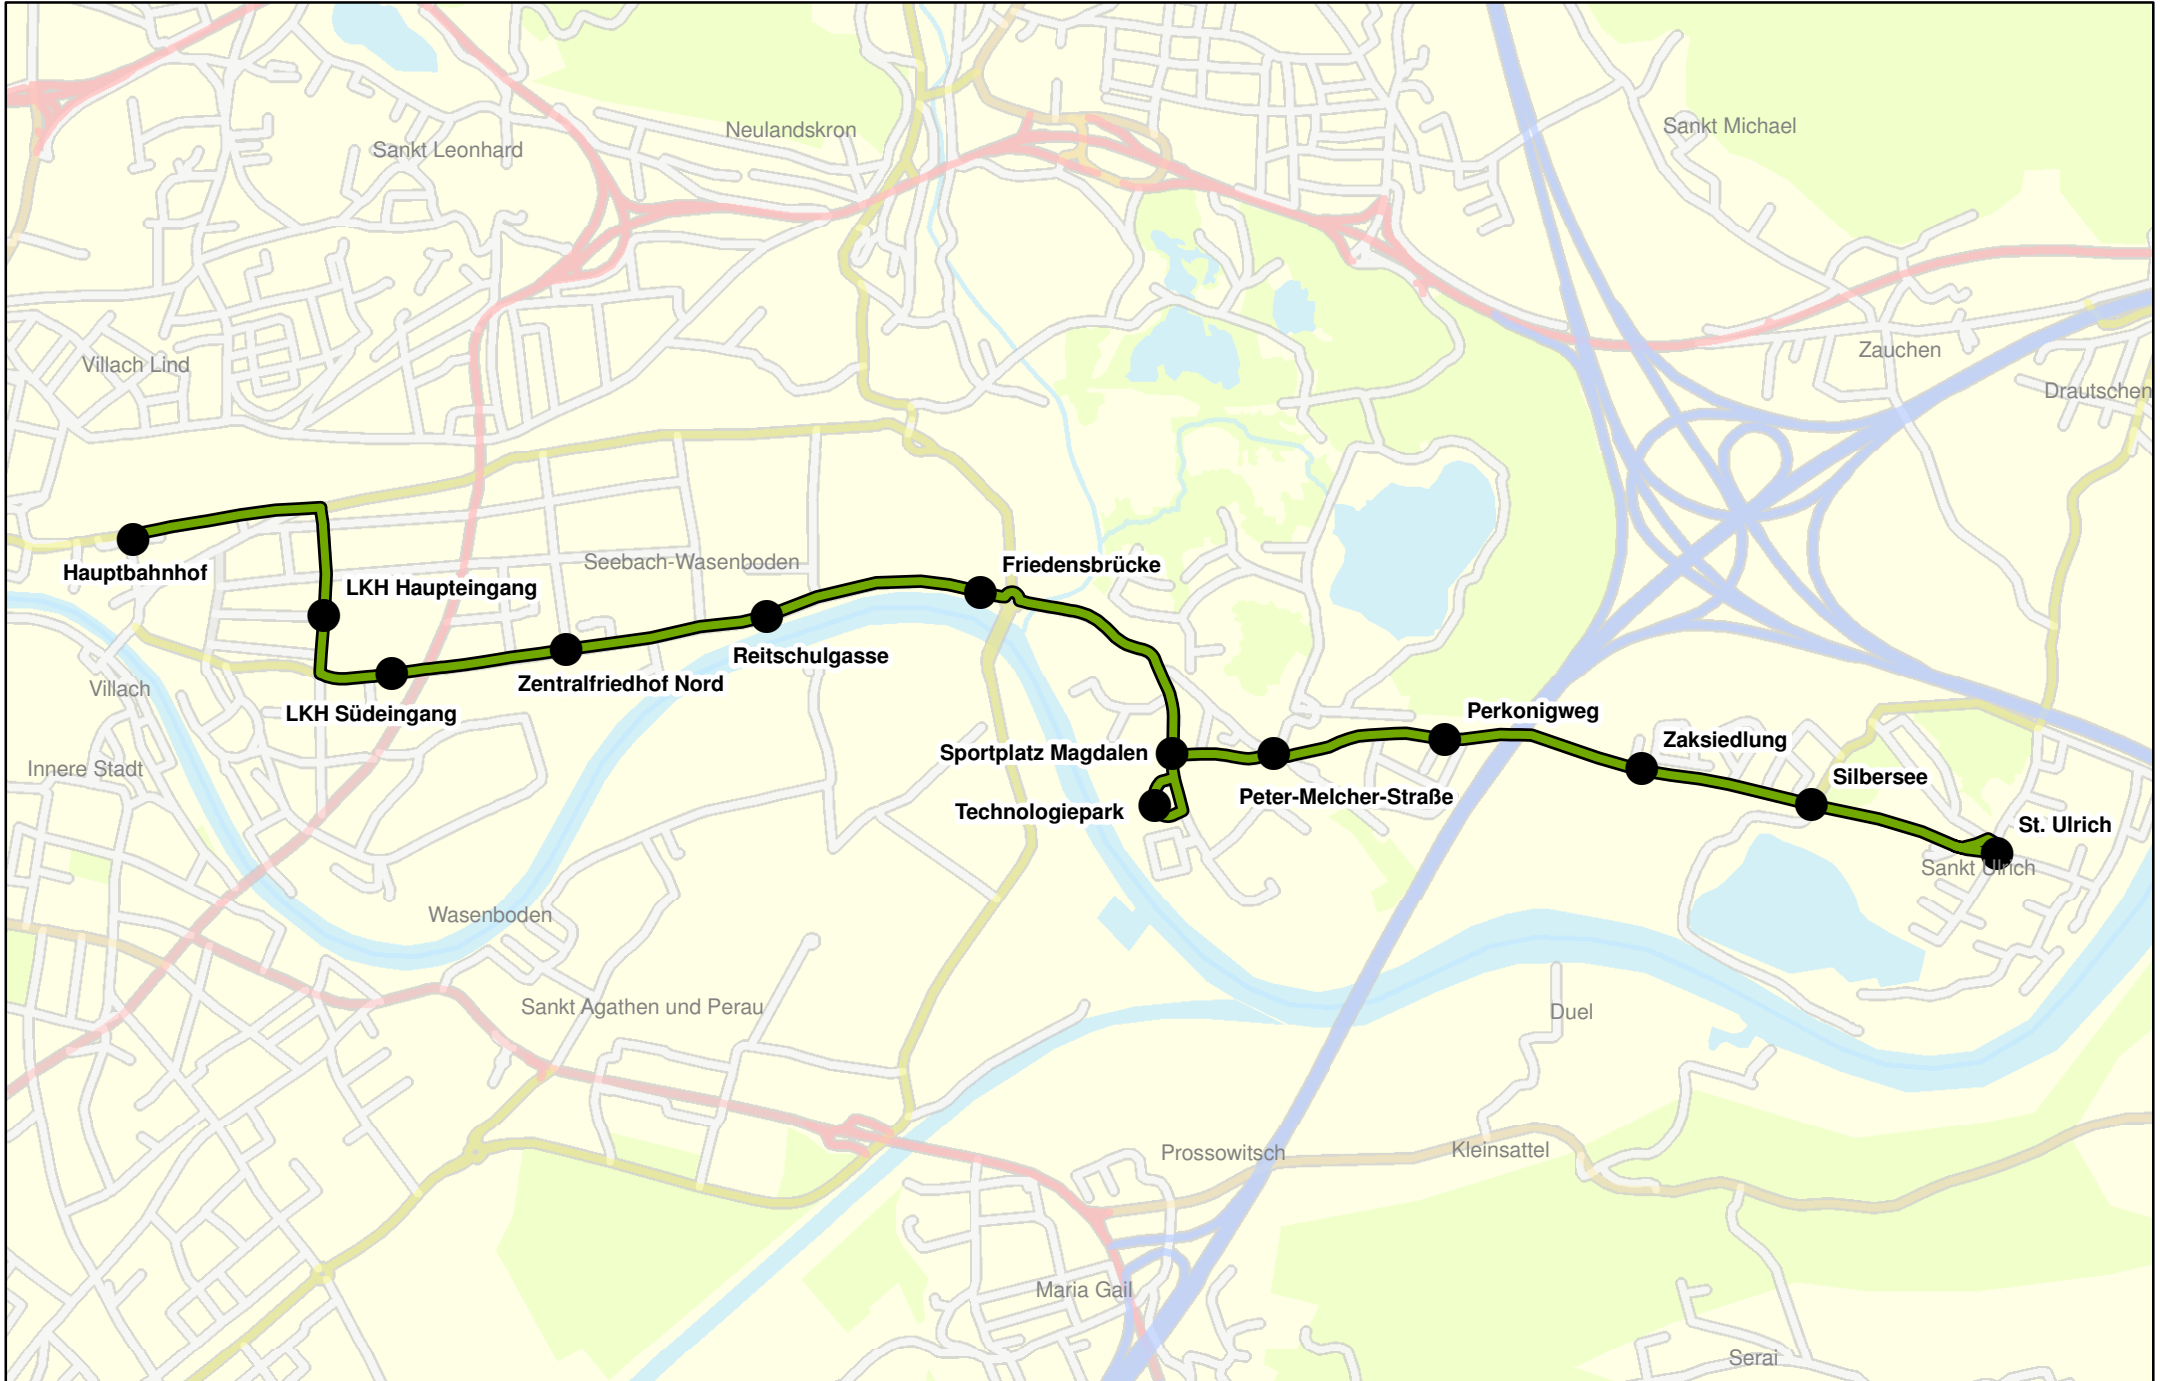 Neulandskron
Sankt Michael
Sankt Leonhard
Zauchen
Villach Lind
Drautschen
Seebach-Wasenboden
Friedensbrücke
Hauptbahnhof
LKH Haupteingang
Reitschulgasse
Zentralfriedhof Nord
Villach
LKH Südeingang
Perkonigweg
Zaksiedlung
Sportplatz Magdalen
Innere Stadt
Silbersee
Peter-Melcher-Straße
Technologiepark
St. Ulrich
Sankt Ulrich
Wasenboden
Sankt Agathen und Perau
Duel
Kleinsattel
Prossowitsch
Maria Gail
Serai